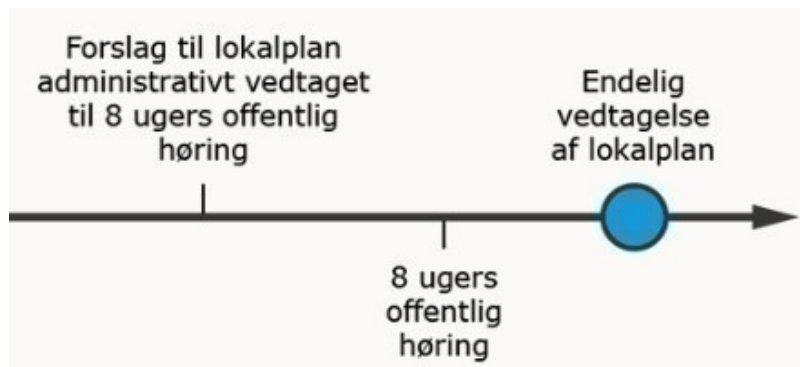 Forslag til lokalplan
administrativt vedtaget
til 8 ugers offentlig
høring
8 ugers
offentlig
høring
Endelig
vedtagelse
af lokalplan